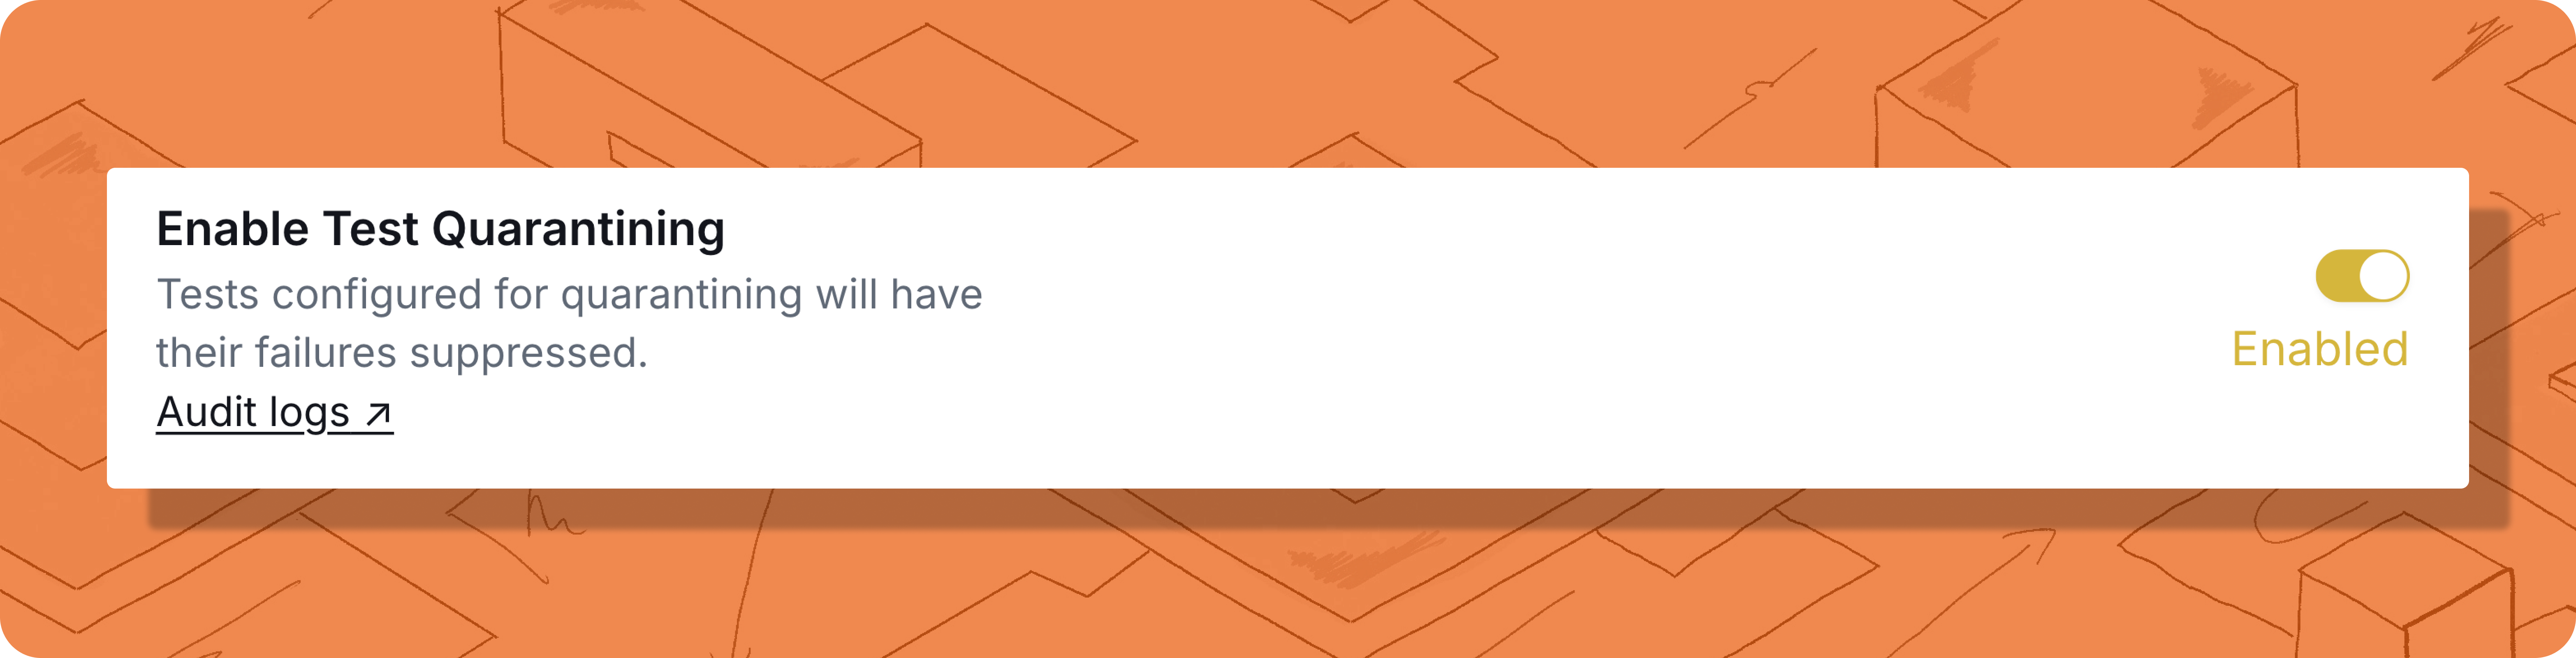 Enable Test Quarantining
Tests configured for quarantining will have
their failures suppressed.
Audit logs ↗
Enabled